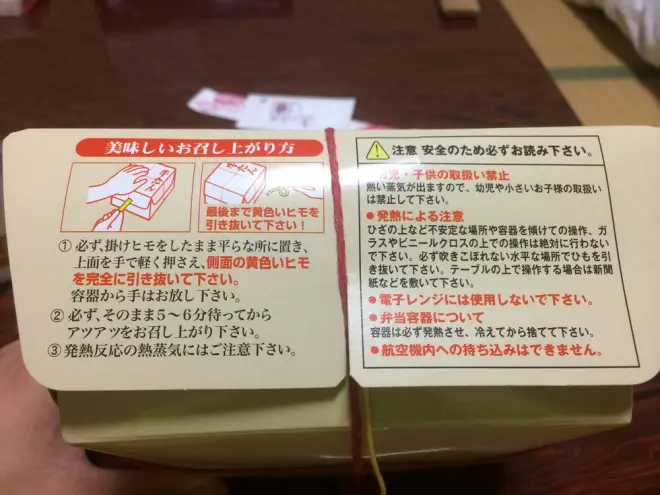 美味しいお召し上がり方
牛たん
最後まで黄色いヒモを
引き抜いて下さい!
① 必ず、掛けヒモをしたまま平らな所に置き、
上面を手で軽く押さえ、側面の黄色いヒモ
を完全に引き抜いて下さい。
容器から手はお放し下さい。
② 必ず、そのまま5~6分待ってから
アツアツをお召し上がり下さい。
③ 発熱反応の熱蒸気にはご注意下さい。
注意 安全のため必ずお読み下さい。
幼児・子供の取扱い禁止
熱い蒸気が出ますので、幼児や小さいお子様の取扱い
は禁止して下さい。
●発熱による注意
ひざの上など不安定な場所や容器を傾けての操作、ガ
ラスやビニールクロスの上での操作は絶対に行わない
で下さい。必ず吹きこぼれない水平な場所でひもを引
き抜いて下さい。テーブルの上で操作する場合は新聞
紙などを敷いて下さい。
●電子レンジには使用しないで下さい。
●弁当容器について
容器は必ず発熱させ、冷えてから捨てて下さい。
●航空機内への持ち込みはできません。